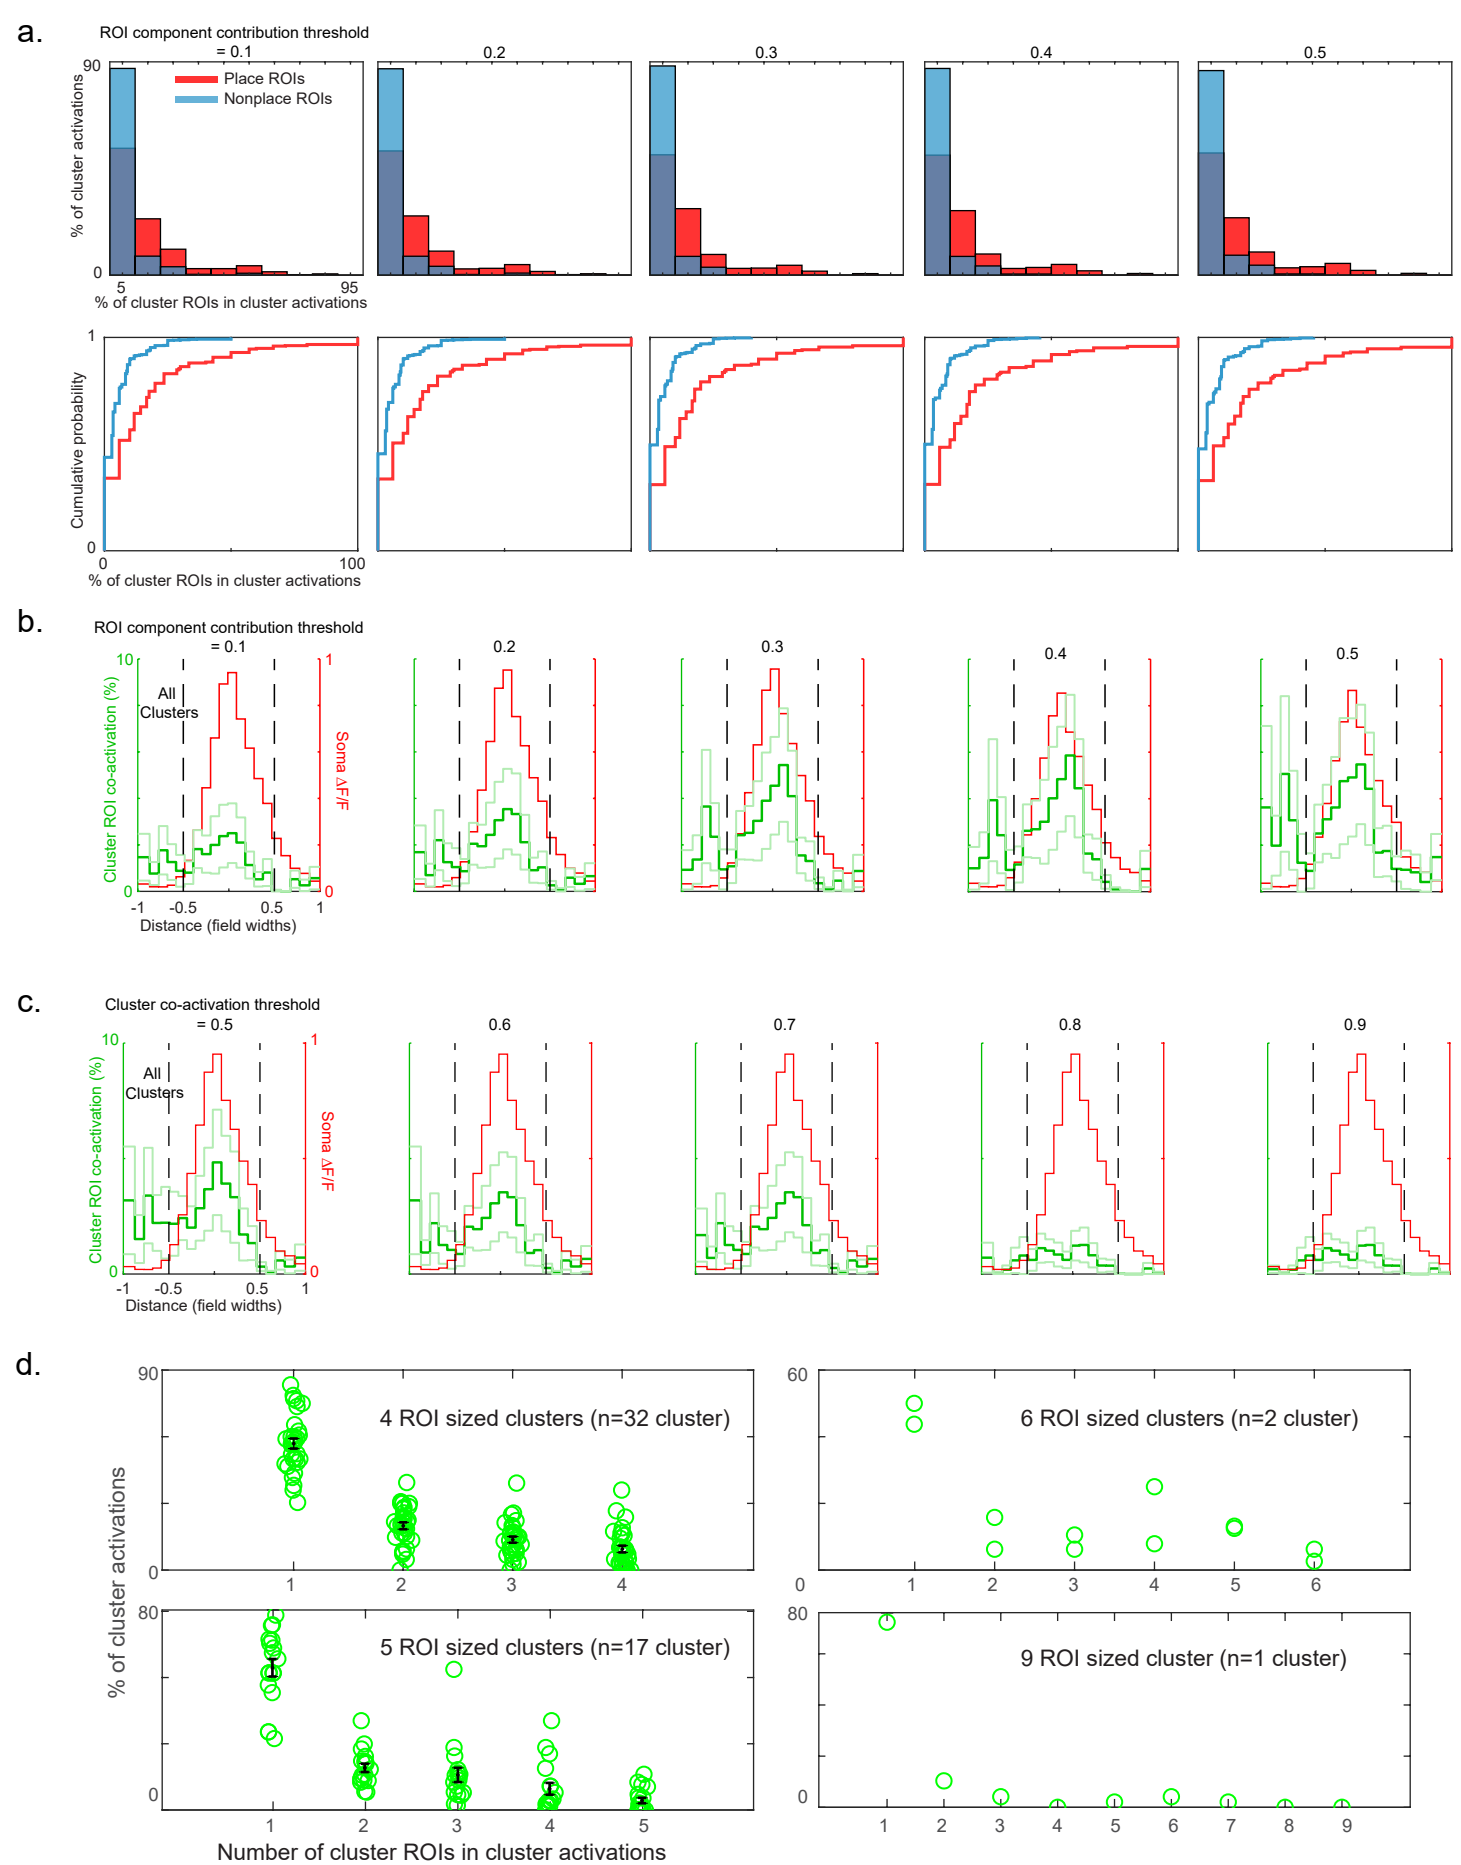 a.
ROI component contribution threshold
= 0.1
0.2
0.3
0.4
0.5
90
Place ROIs
Nonplace ROIs
% of cluster activations
0
5
95
% of cluster ROIs in cluster activations
1
Cumulative probability
0
0
100
% of cluster ROIs in cluster activations
b.
ROI component contribution threshold
= 0.1
0.2
0.3
0.4
0.5
10
1
All
Clusters
Cluster ROI co-activation (%)
Soma ΔF/F
0
0
-1
-0.5
0.5
1
Distance (field widths)
c.
Cluster co-activation threshold
= 0.5
0.6
0.7
0.8
0.9
10
1
All
Clusters
Cluster ROI co-activation (%)
Soma ΔF/F
0
0
-1
-0.5
0.5
1
Distance (field widths)
d.
90
4 ROI sized clusters (n=32 cluster)
0
1 2 3 4
60
6 ROI sized clusters (n=2 cluster)
0
1 2 3 4 5 6
% of cluster activations
80
5 ROI sized clusters (n=17 cluster)
0
1 2 3 4 5
80
9 ROI sized cluster (n=1 cluster)
0
1 2 3 4 5 6 7 8 9
Number of cluster ROIs in cluster activations